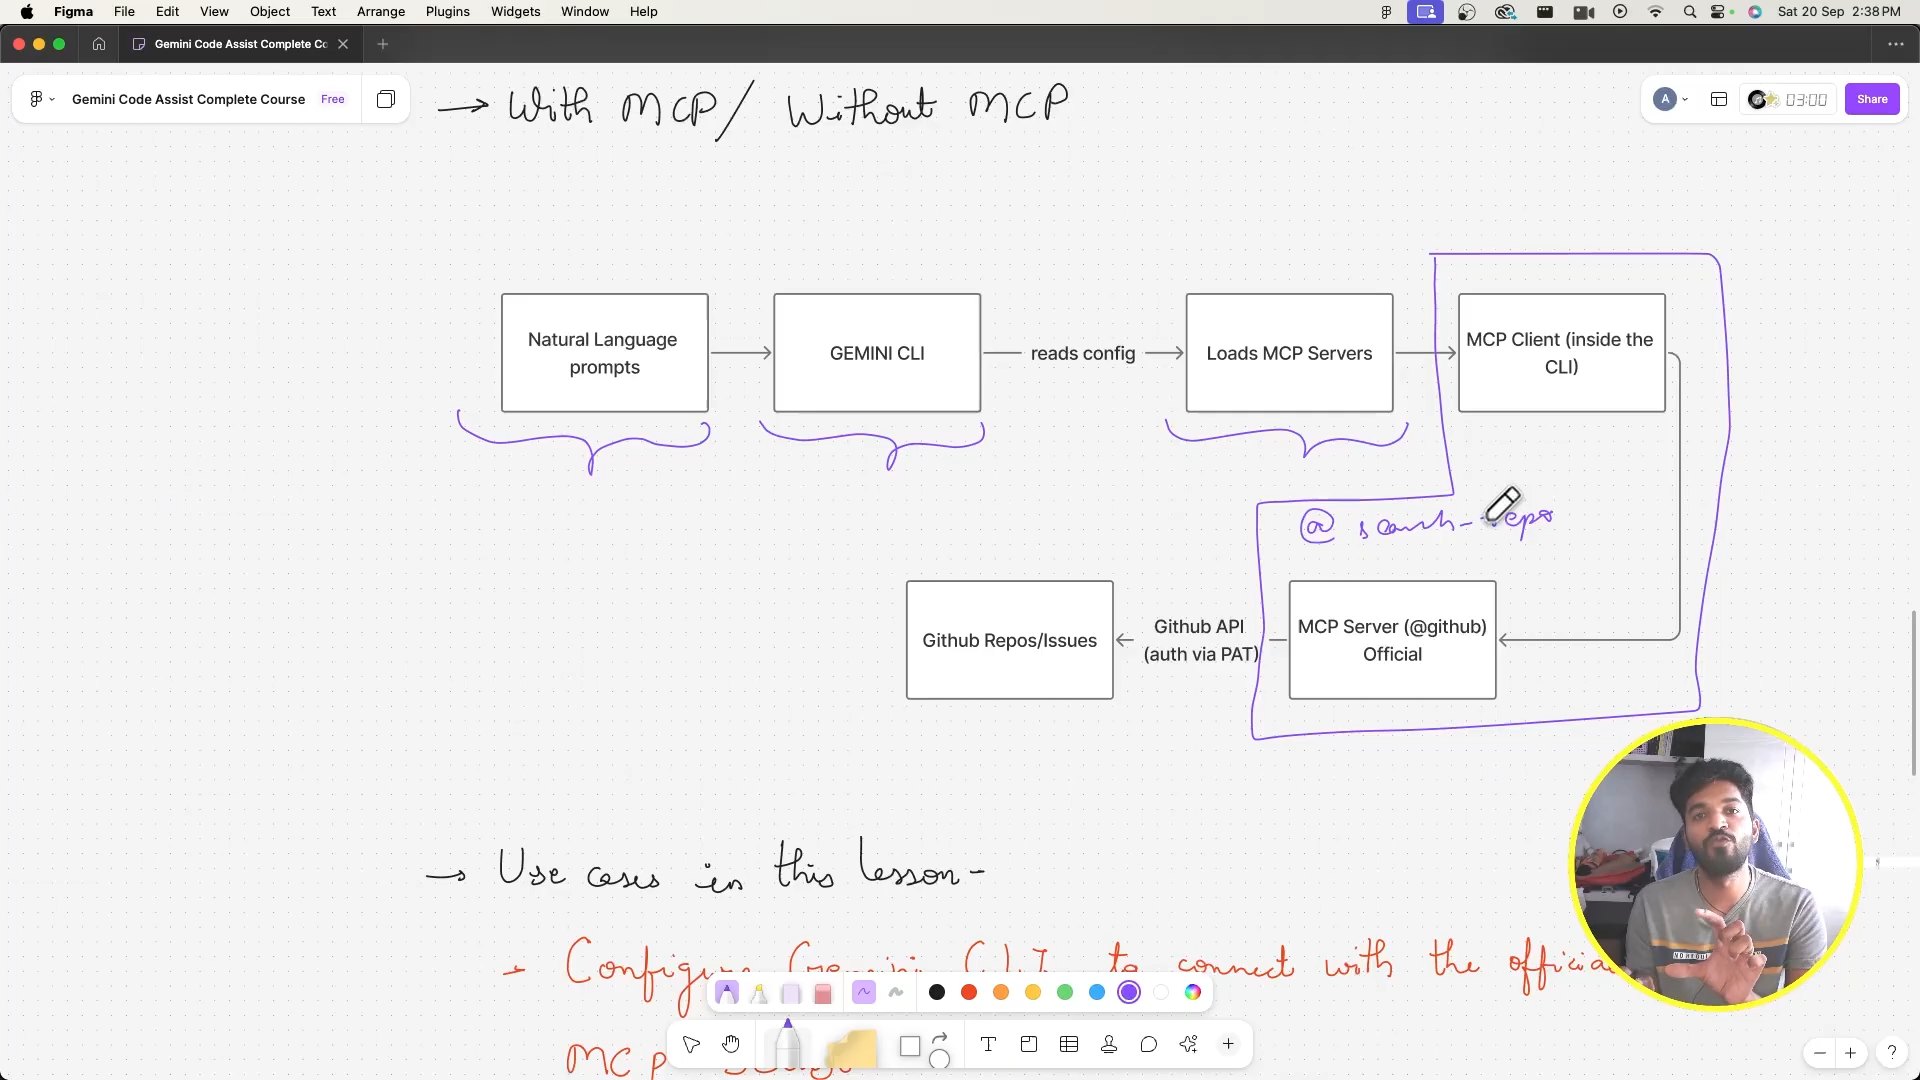 Figma File Edit View Object Text Arrange Plugins Widgets Window Help Sat 20 Sep 2:38 PM
Gemini Code Assist Complete Co
Gemini Code Assist Complete Course Free
A 03:00 Share
→ With MCP/ Without MCP
Natural Language
prompts
GEMINI CLI
reads config
Loads MCP Servers
MCP Client (inside the
CLI)
@ search-repo
Github Repos/Issues
Github API
(auth via PAT)
MCP Server (@github)
Official
→ Use cases in this lesson -
- Configure Gemini CLI to connect with the official
MCP